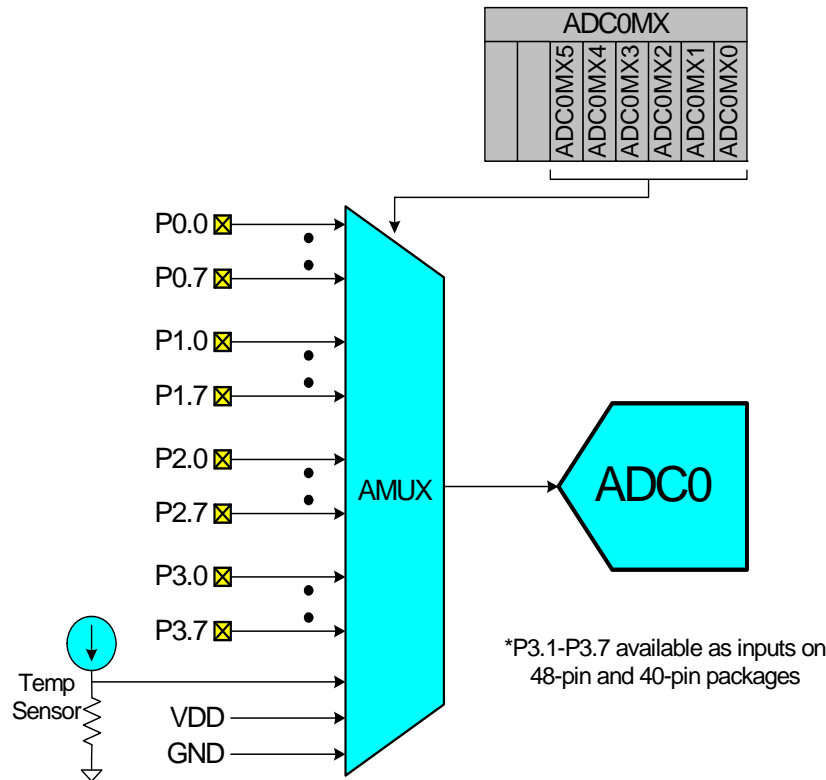 ADC0MX
ADC0MX5
ADC0MX4
ADC0MX3
ADC0MX2
ADC0MX1
ADC0MX0
P0.0
P0.7
P1.0
P1.7
P2.0
P2.7
P3.0
P3.7
AMUX
ADC0
Temp
Sensor
VDD
GND
*P3.1-P3.7 available as inputs on
48-pin and 40-pin packages